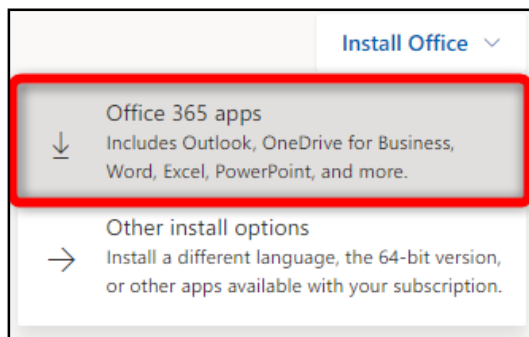 Install Office
Office 365 apps
Includes Outlook, OneDrive for Business,
Word, Excel, PowerPoint, and more.
Other install options
Install a different language, the 64-bit version,
or other apps available with your subscription.